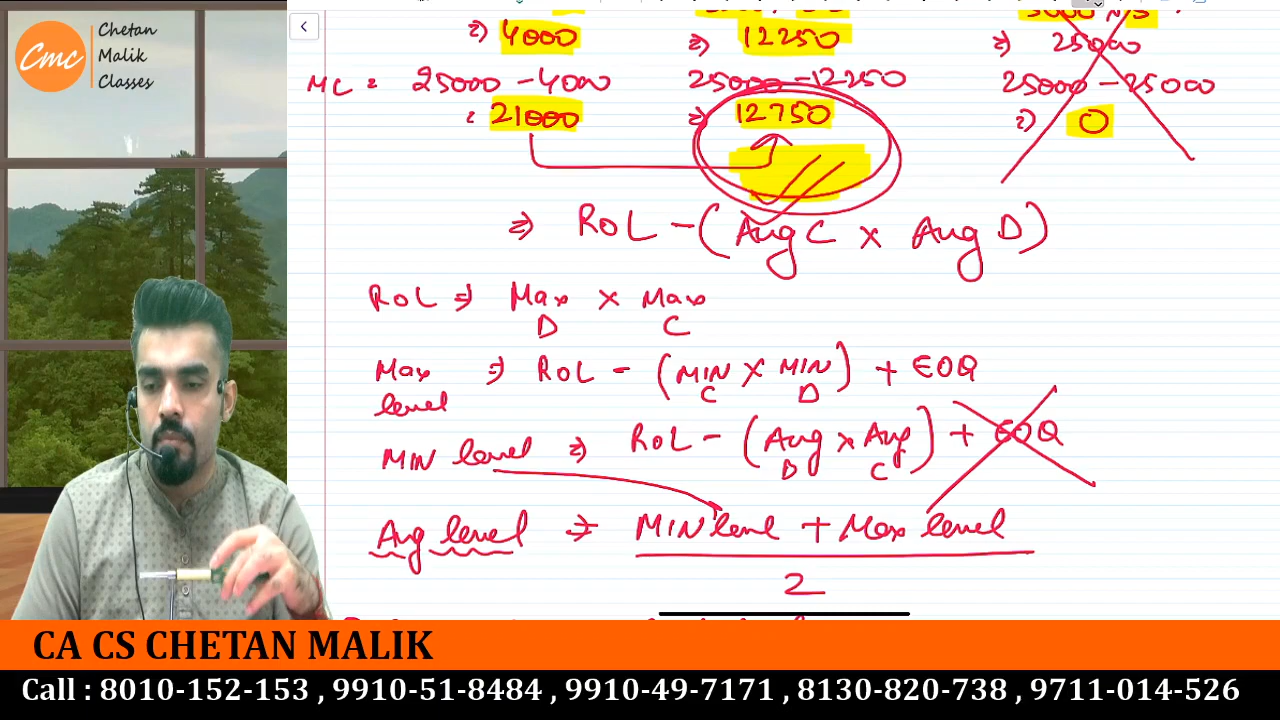 CMC
Chetan
Malik
Classes
⇒ 4000 ⇒ 12250 ⇒ 25000
MC = 25000 - 4000 25000 - 12250 25000 - 25000
: 21000 ⇒ 12750 ⇒ 0
⇒ ROL - (Avg C × Avg D)
ROL ⇒ Max × Max
D C
Max ⇒ ROL - (MIN × MIN) + EOQ
level C D
MIN level ⇒ ROL - (Avg × Avg) + EOQ
D C
Avg level ⇒ MIN level + Max level
2
CA CS CHETAN MALIK
Call : 8010-152-153 , 9910-51-8484 , 9910-49-7171 , 8130-820-738 , 9711-014-526